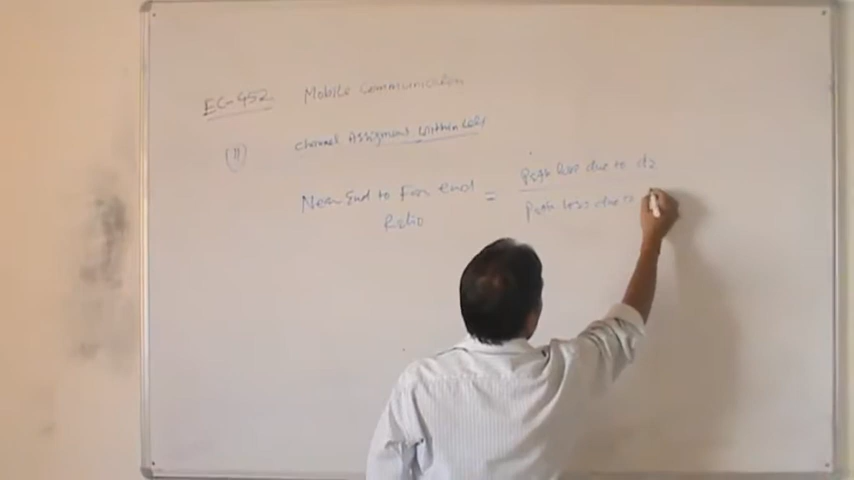 EC-452 Mobile Communication
(11) Channel Assignment within cell
Near End to Far end = Path loss due to d2
Ratio Path loss due to